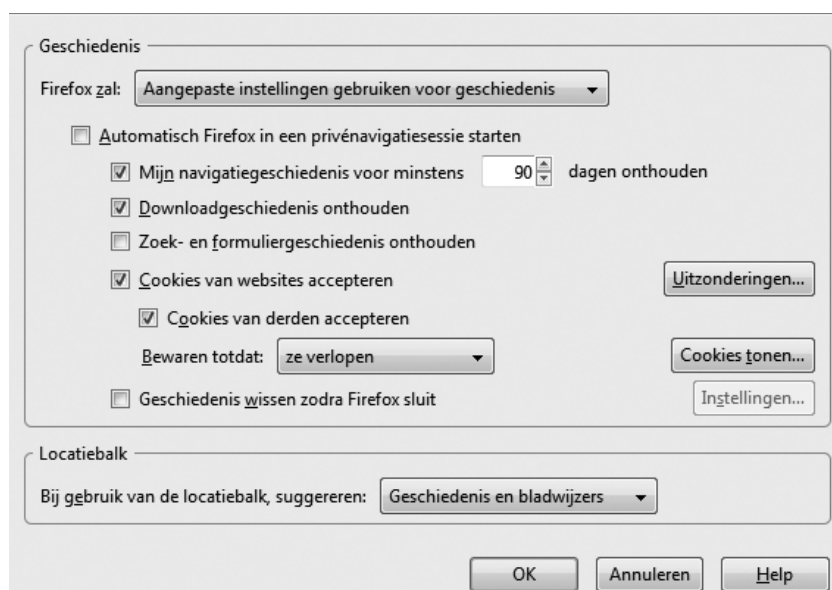 Geschiedenis
Firefox zal: Aangepaste instellingen gebruiken voor geschiedenis
Automatisch Firefox in een privénavigatiesessie starten
Mijn navigatiegeschiedenis voor minstens 90 dagen onthouden
Downloadgeschiedenis onthouden
Zoek- en formuliergeschiedenis onthouden
Cookies van websites accepteren Uitzonderingen...
Cookies van derden accepteren
Bewaren totdat: ze verlopen Cookies tonen...
Geschiedenis wissen zodra Firefox sluit Instellingen...
Locatiebalk
Bij gebruik van de locatiebalk, suggereren: Geschiedenis en bladwijzers
OK Annuleren Help